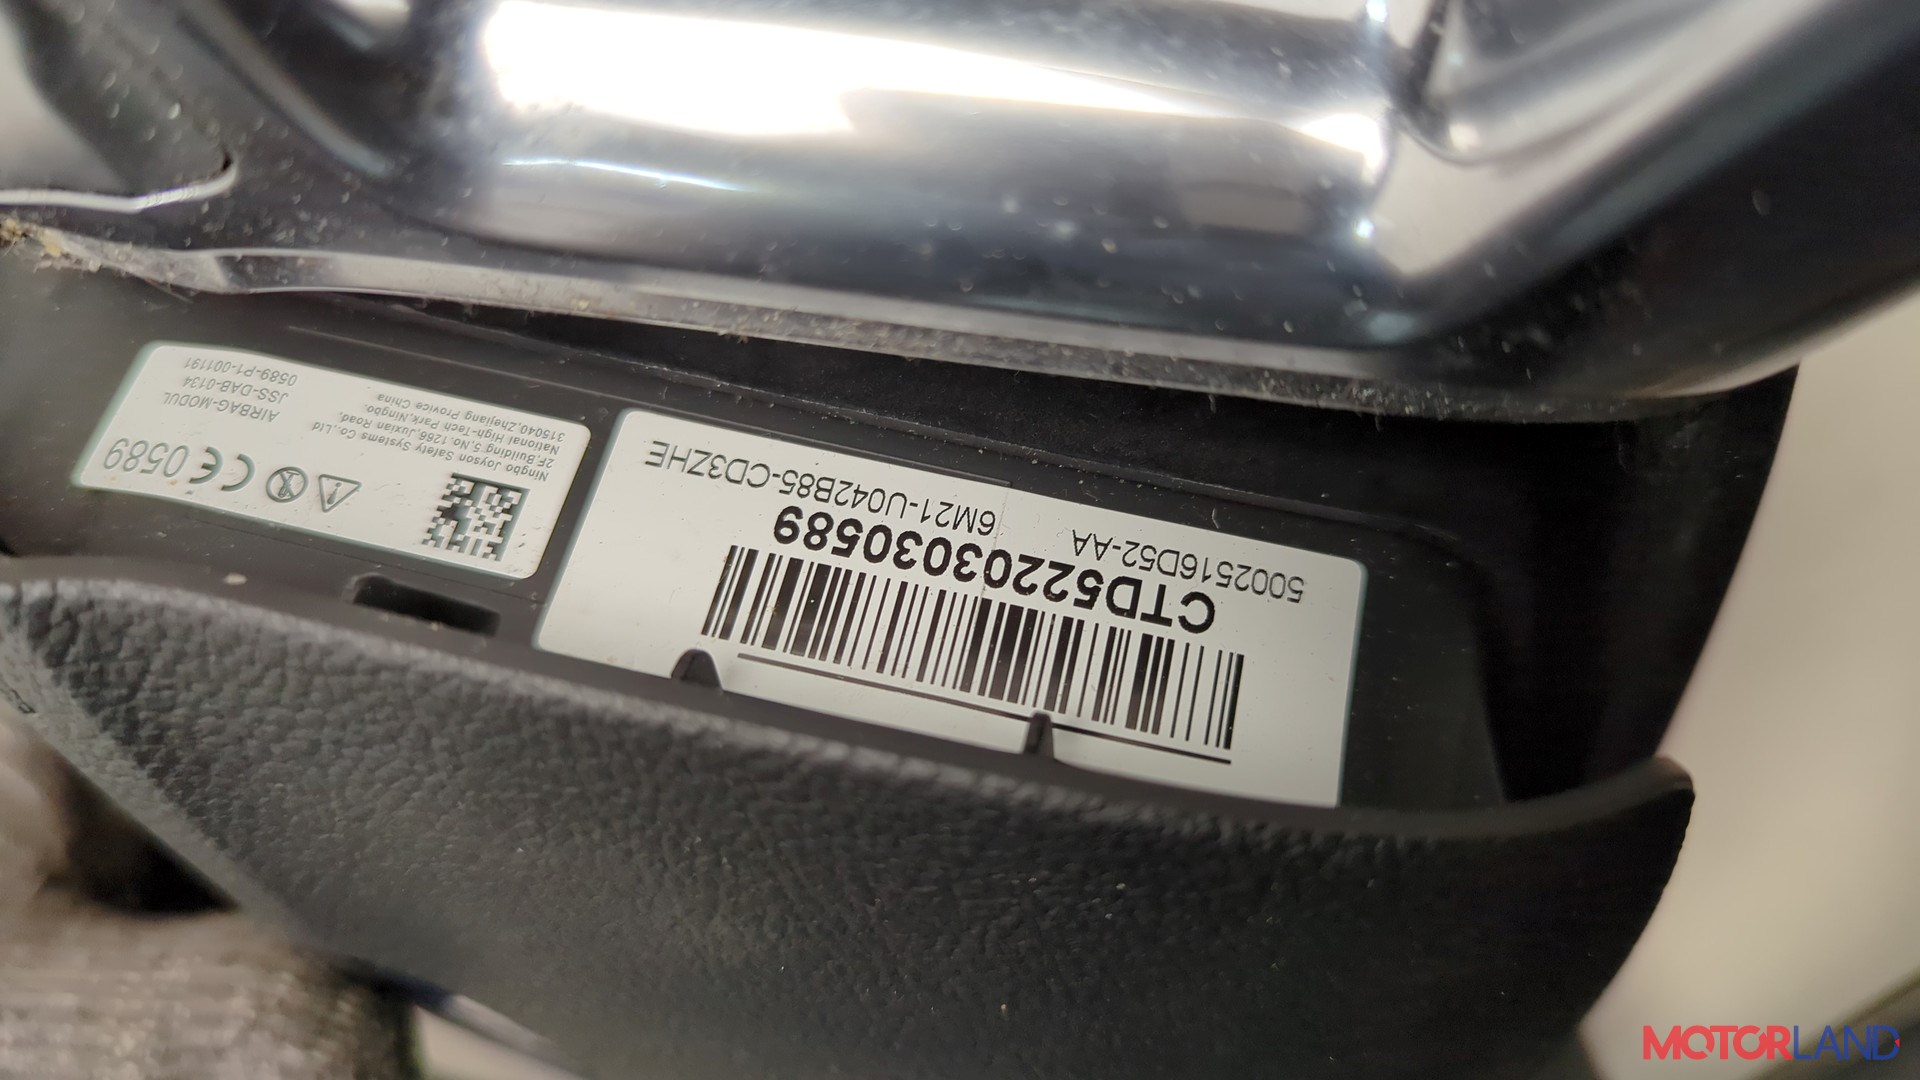 CTD52203030589
5002516D52-AA
6M21-U042B85-CD3ZHE
CE 0589
Ningbo Joyson Safety Systems Co.,Ltd
2F,Building 5,No.1266,Juxian Road,
National High-Tech Park,Ningbo,
315040,Zhejiang Provice China
AIRBAG-MODUL
JSS-DAB-0134
0589-P1-001191
MOTORLAND